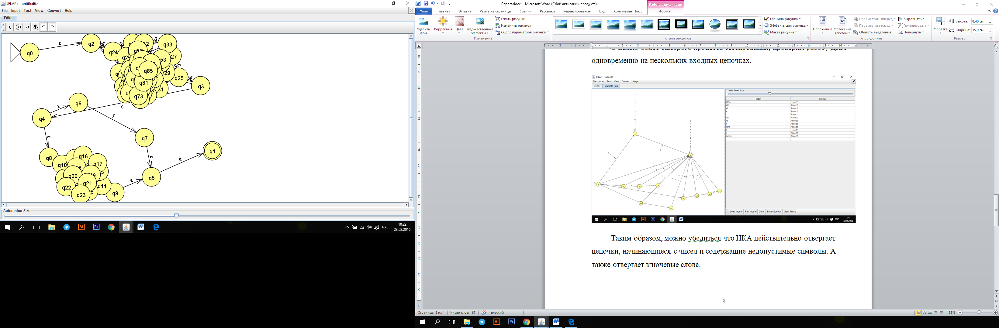 JFLAP : <untitled6>
File Input Test View Convert Help
Editor
q0
ε
q2
q24
q33
q27
q25
q3
q85
q81
q73
ε
q6
ε
q4
1
q7
ε
q8
q16
q10
q17
q20
q21
q22
q11
q23
q9
ε
q5
ε
ε
q1
Automaton Size
РУС
10:22
23.02.2016
Report.docx - Microsoft Word (Сбой активации продукта)
Работа с рисунками
Файл Главная Вставка Разметка страницы Ссылки Рассылки Рецензирование Вид КонсультантПлюс Формат
Удалить фон
Коррекция
Цвет
Художественные эффекты
Сжать рисунки
Изменить рисунок
Сброс параметров рисунка
Изменение
Стили рисунков
Граница рисунка
Эффекты для рисунка
Макет рисунка
Положение
Обтекание текстом
Переместить вперед
Переместить назад
Область выделения
Выровнять
Группировать
Повернуть
Упорядочить
Обрезка
Высота: 8,48 см
Ширина: 15,9 см
Размер
одновременно на нескольких входных цепочках.
JFLAP : (Lab2.jff)
File Input Test View Convert Help
Editor Multiple Run
Table Text Size
Input Result
else Reject
els Accept
el Accept
e Accept
Reject
for Reject
fo Accept
f Accept
fore Accept
if Reject
i Accept
ifelse Accept
Load Inputs Run Inputs Clear Enter Epsilon View Trace
ENG
12:43
16.02.2016
Таким образом, можно убедиться что НКА действительно отвергает
цепочки, начинающиеся с чисел и содержащие недопустимые символы. А
также отвергает ключевые слова.
3
Страница: 3 из 4 Число слов: 167 русский
135%